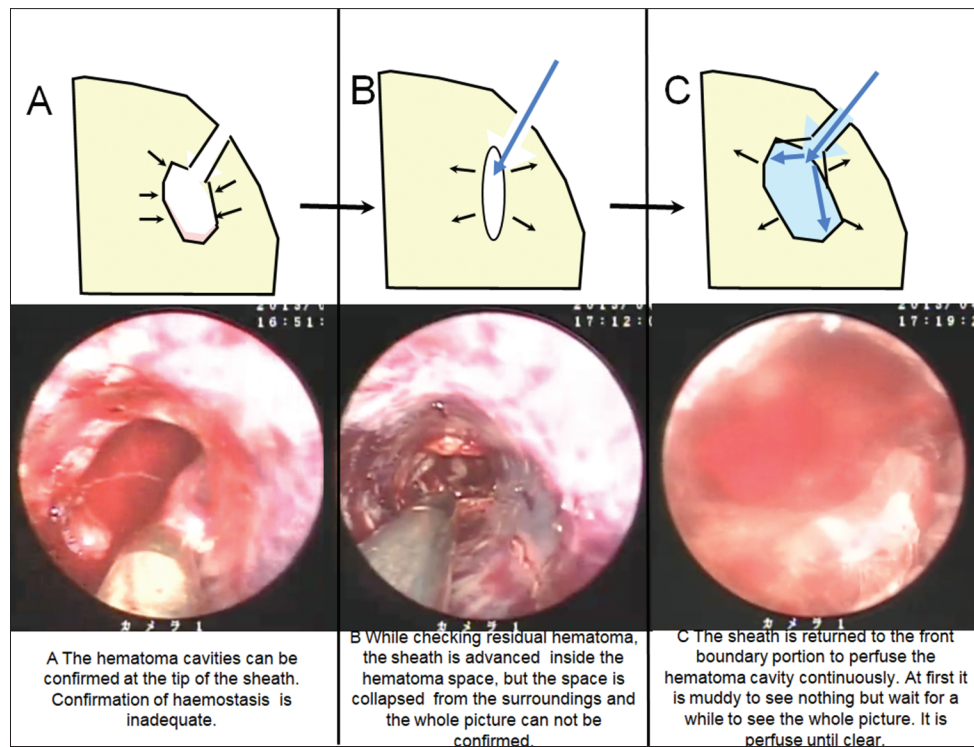 A
B
C
2013/0
16:51:
カメラ1
17:12:0
カメラ1
17:19:
カメラ1
A The hematoma cavities can be
confirmed at the tip of the sheath.
Confirmation of haemostasis is
inadequate.
B While checking residual hematoma,
the sheath is advanced inside the
hematoma space, but the space is
collapsed from the surroundings and
the whole picture can not be
confirmed.
C The sheath is returned to the front
boundary portion to perfuse the
hematoma cavity continuously. At first it
is muddy to see nothing but wait for a
while to see the whole picture. It is
perfuse until clear.